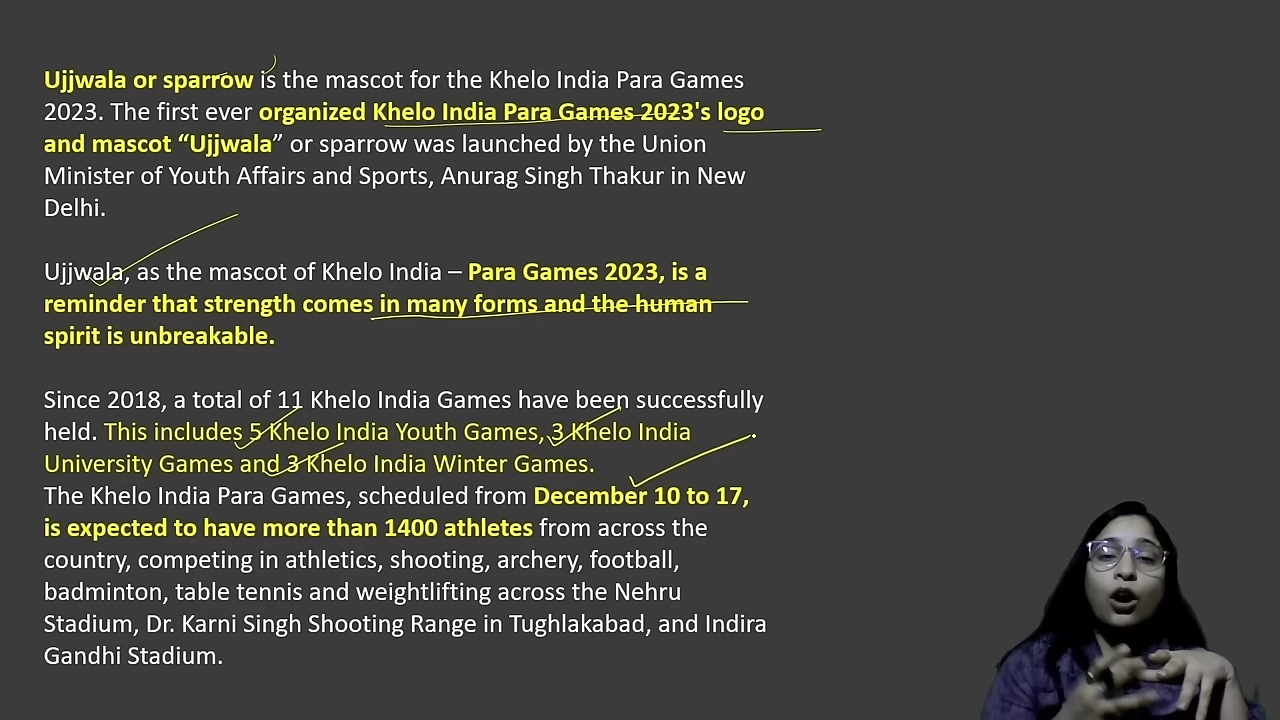 Ujjwala or sparrow is the mascot for the Khelo India Para Games
2023. The first ever organized Khelo India Para Games 2023's logo
and mascot “Ujjwala” or sparrow was launched by the Union
Minister of Youth Affairs and Sports, Anurag Singh Thakur in New
Delhi.
Ujjwala, as the mascot of Khelo India – Para Games 2023, is a
reminder that strength comes in many forms and the human
spirit is unbreakable.
Since 2018, a total of 11 Khelo India Games have been successfully
held. This includes 5 Khelo India Youth Games, 3 Khelo India
University Games and 3 Khelo India Winter Games.
The Khelo India Para Games, scheduled from December 10 to 17,
is expected to have more than 1400 athletes from across the
country, competing in athletics, shooting, archery, football,
badminton, table tennis and weightlifting across the Nehru
Stadium, Dr. Karni Singh Shooting Range in Tughlakabad, and Indira
Gandhi Stadium.